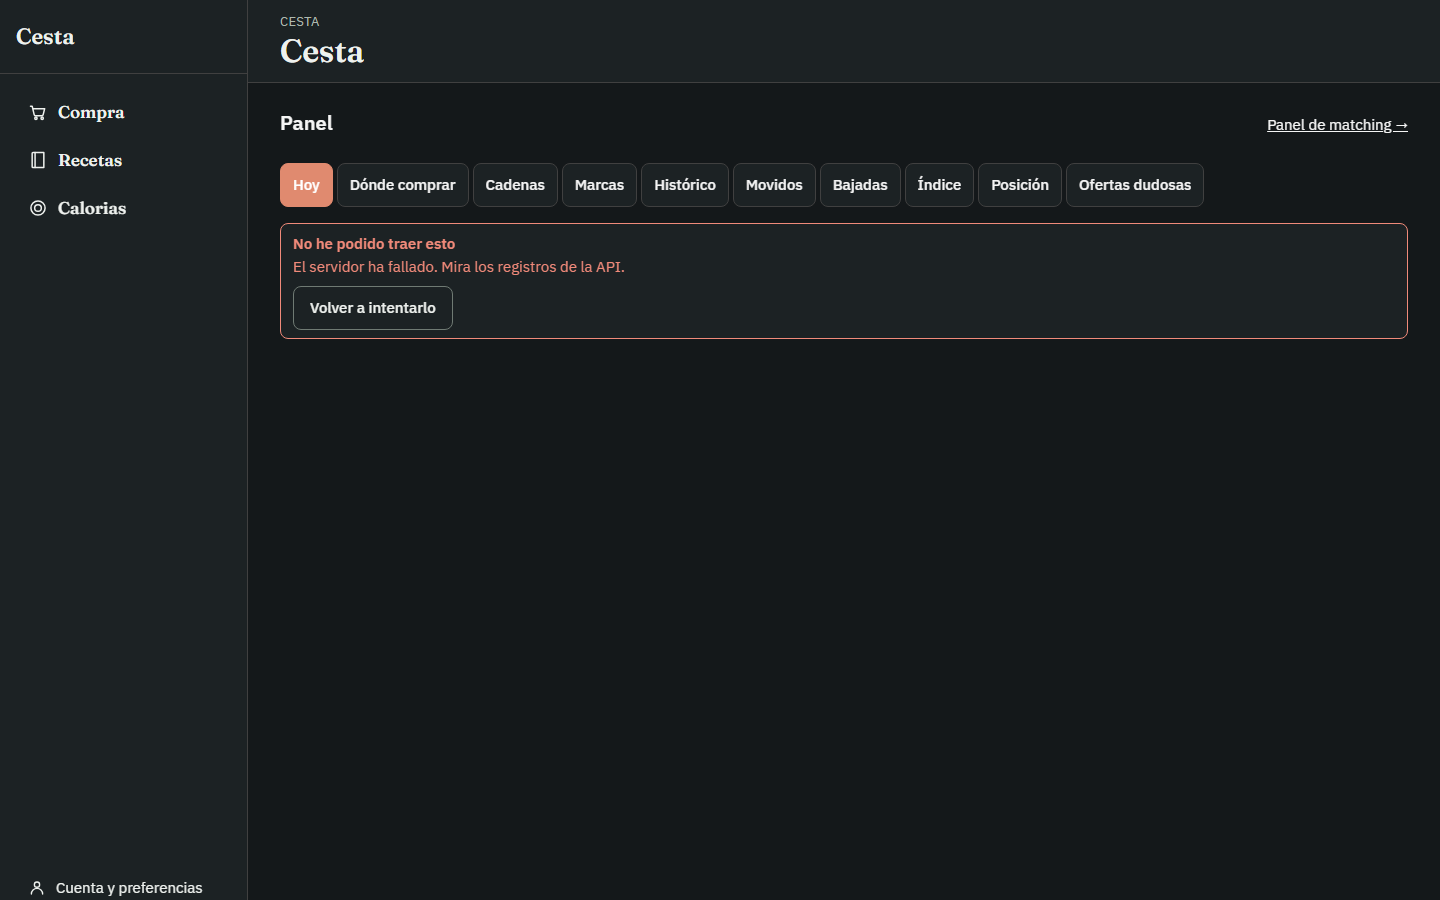 Cesta
Compra
Recetas
Calorias
Cuenta y preferencias
CESTA
Cesta
Panel
Panel de matching →
Hoy
Dónde comprar
Cadenas
Marcas
Histórico
Movidos
Bajadas
Índice
Posición
Ofertas dudosas
No he podido traer esto
El servidor ha fallado. Mira los registros de la API.
Volver a intentarlo